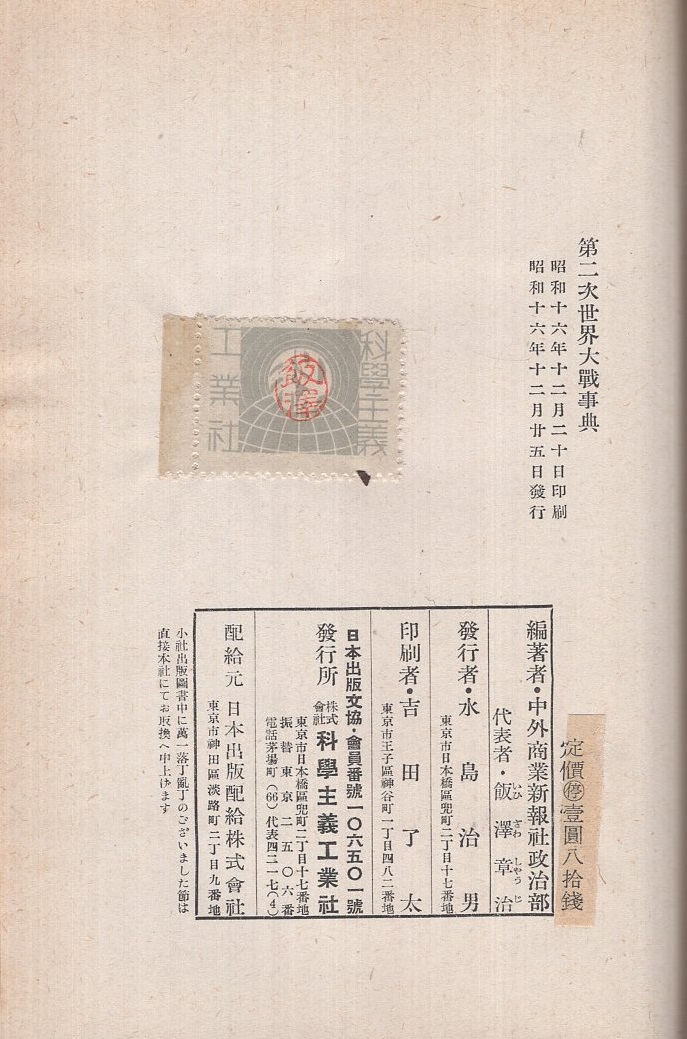 第二次世界大戰事典
昭和十六年十二月二十日印刷
昭和十六年十二月廿五日發行
科學主義
工業社
飯澤
定價㊡壹圓八拾錢
編著者・中外商業新報社政治部
代表者・飯澤章治
いひざわしやうぢ
發行者・水島治男
東京市日本橋區兜町二丁目十七番地
印刷者・吉田了太
東京市王子區神谷町一丁目四八二番地
日本出版文協・會員番號一〇六五〇一號
發行所 株式會社 科學主義工業社
東京市日本橋區兜町二丁目十七番地
振替東京二五〇六番
電話茅場町(66)代表四二一七(4)
配給元 日本出版配給株式會社
東京市神田區淡路町二丁目九番地
小社出版圖書中に萬一落丁亂丁のございました節は
直接本社にてお取換へ申上げます